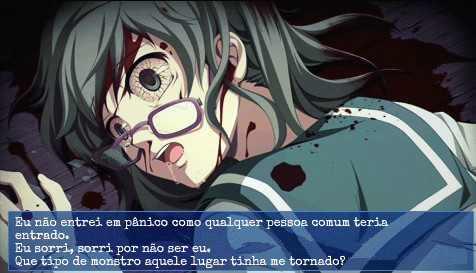 Eu não entrei em pânico como qualquer pessoa comum teria
entrado.
Eu sorri, sorri por não ser eu.
Que tipo de monstro aquele lugar tinha me tornado?